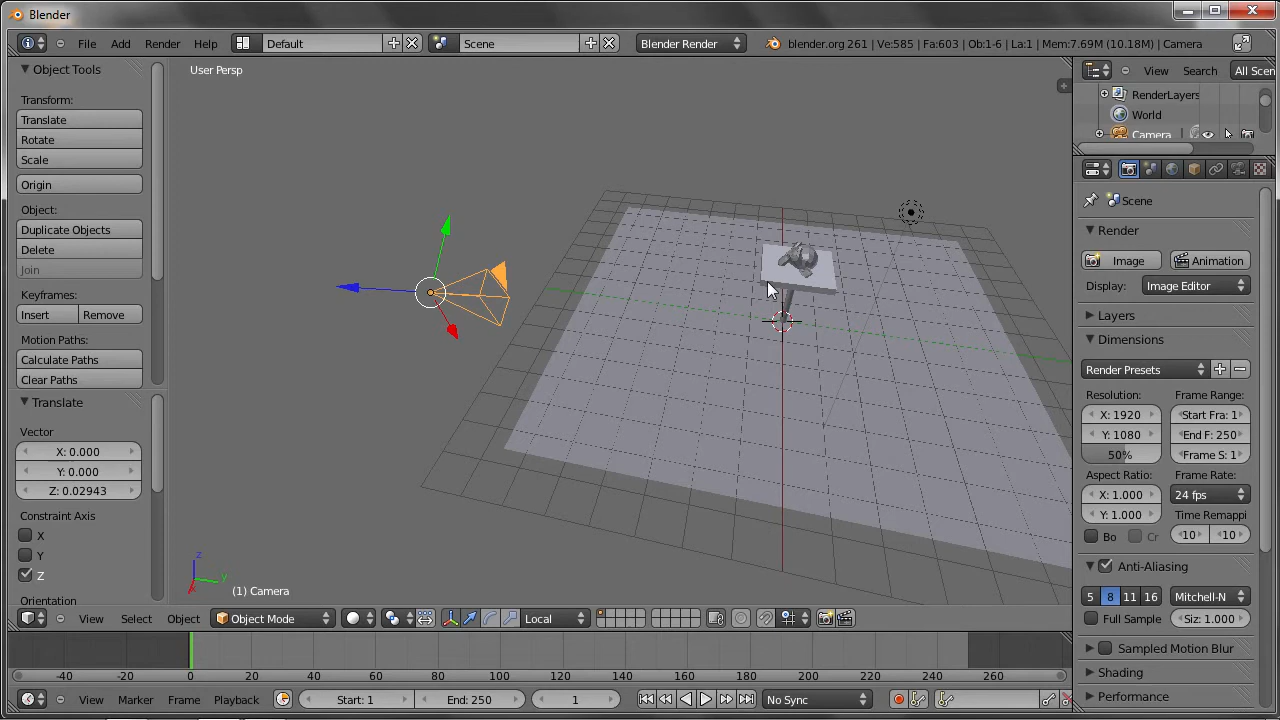 Blender
File Add Render Help Default Scene Blender Render blender.org 261 | Ve:585 | Fa:603 | Ob:1-6 | La:1 | Mem:7.69M (10.18M) | Camera
Object Tools
Transform:
Translate
Rotate
Scale
Origin
Object:
Duplicate Objects
Delete
Join
Keyframes:
Insert Remove
Motion Paths:
Calculate Paths
Clear Paths
Translate
Vector
X: 0.000
Y: 0.000
Z: 0.02943
Constraint Axis
X
Y
Z
Orientation
User Persp
z
y
(1) Camera
View Select Object Object Mode Local
View Search All Scen
RenderLayers
World
Camera
Scene
Render
Image Animation
Display: Image Editor
Layers
Dimensions
Render Presets
Resolution: Frame Range:
X: 1920 Start Fra: 1
Y: 1080 End F: 250
50% Frame S: 1
Aspect Ratio: Frame Rate:
X: 1.000 24 fps
Y: 1.000 Time Remappi
Bo Cr 10 10
Anti-Aliasing
5 8 11 16 Mitchell-N
Full Sample Siz: 1.000
Sampled Motion Blur
Shading
Performance
-40 -20 0 20 40 60 80 100 120 140 160 180 200 220 240 260
View Marker Frame Playback Start: 1 End: 250 1 No Sync